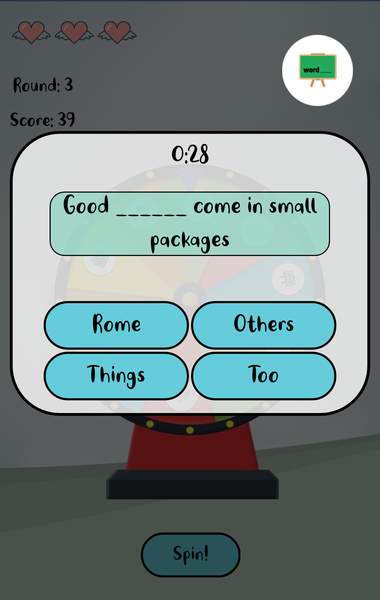 Round: 3
word___
Score: 39
0:28
Good ______ come in small
packages
Rome
Others
Things
Too
Spin!